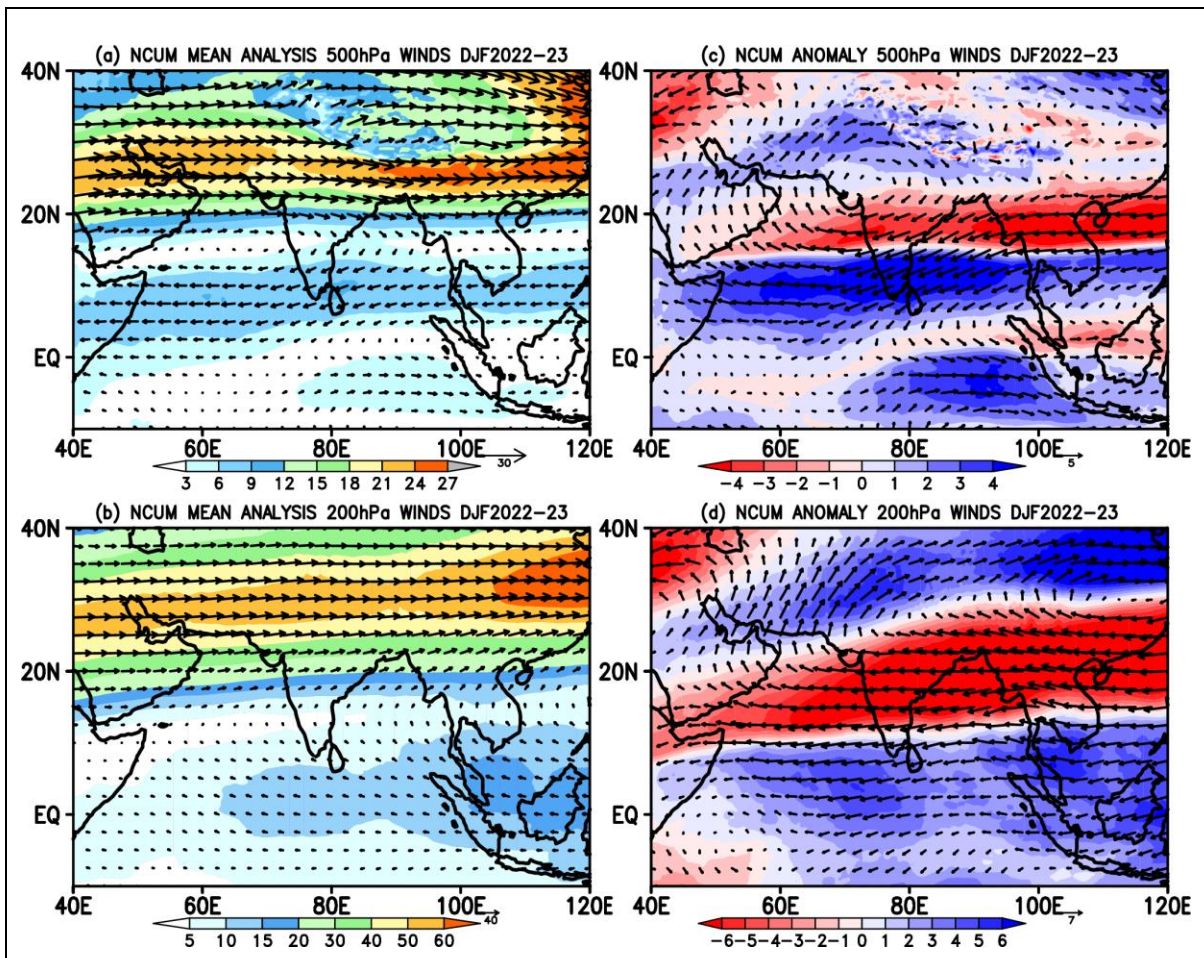 (a) NCUM MEAN ANALYSIS 500hPa WINDS DJF2022-23
40N
20N
EQ
40E 60E 80E 100E 120E
30
3 6 9 12 15 18 21 24 27
(c) NCUM ANOMALY 500hPa WINDS DJF2022-23
40N
20N
EQ
40E 60E 80E 100E 120E
5
-4 -3 -2 -1 0 1 2 3 4
(b) NCUM MEAN ANALYSIS 200hPa WINDS DJF2022-23
40N
20N
EQ
40E 60E 80E 100E 120E
40
5 10 15 20 30 40 50 60
(d) NCUM ANOMALY 200hPa WINDS DJF2022-23
40N
20N
EQ
40E 60E 80E 100E 120E
7
-6 -5 -4 -3 -2 -1 0 1 2 3 4 5 6